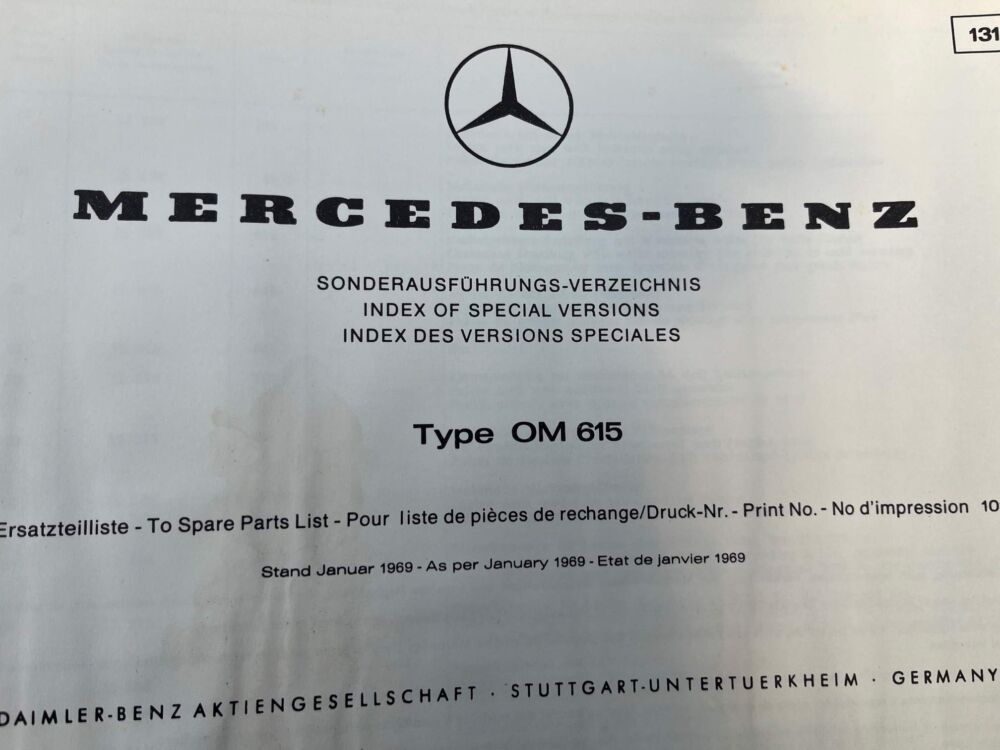 131
MERCEDES-BENZ
SONDERAUSFÜHRUNGS-VERZEICHNIS
INDEX OF SPECIAL VERSIONS
INDEX DES VERSIONS SPECIALES
Type OM 615
Ersatzteilliste - To Spare Parts List - Pour liste de pièces de rechange/Druck-Nr. - Print No. - No d'impression 10
Stand Januar 1969 - As per January 1969 - Etat de janvier 1969
DAIMLER-BENZ AKTIENGESELLSCHAFT · STUTTGART-UNTERTUERKHEIM · GERMANY